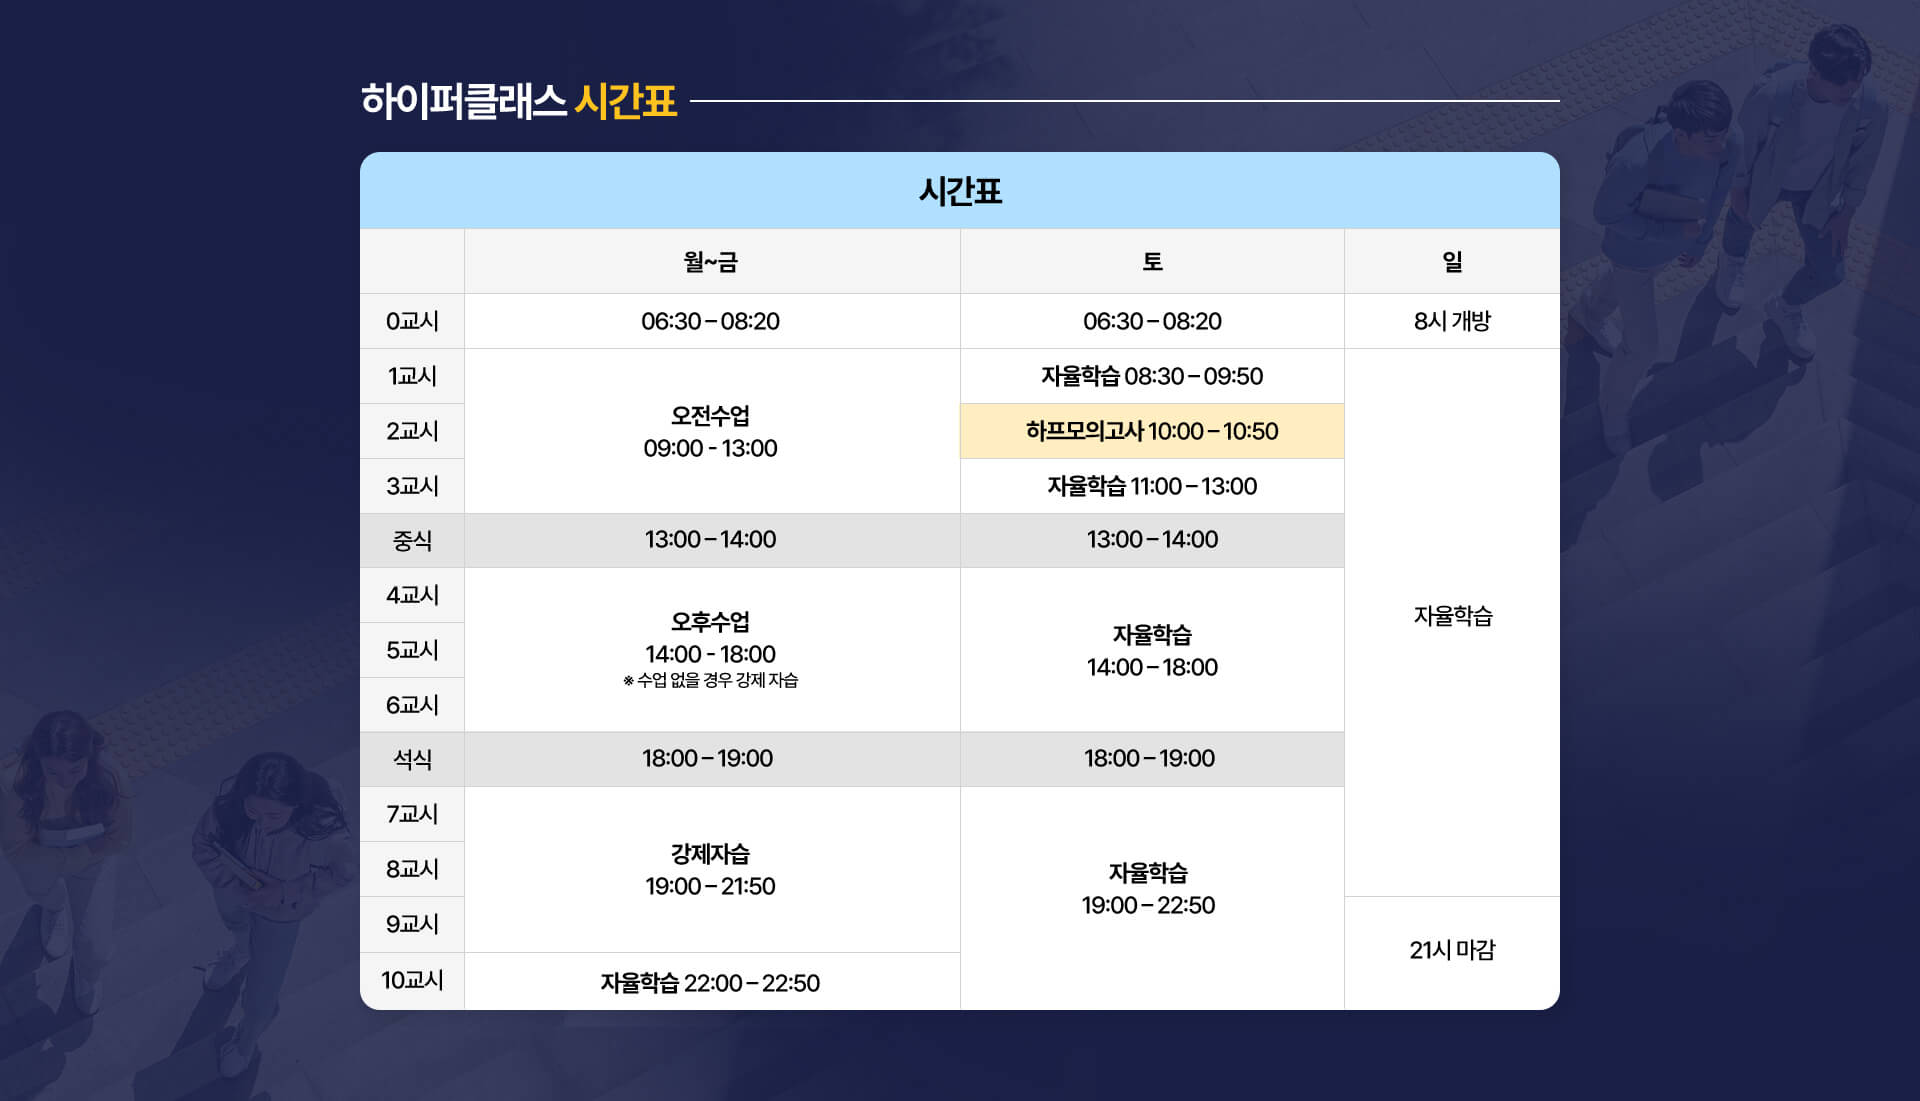 하이퍼클래스 시간표
시간표
월~금 토 일
0교시 06:30 – 08:20 06:30 – 08:20 8시 개방
1교시 자율학습 08:30 – 09:50
오전수업
2교시 하프모의고사 10:00 – 10:50
09:00 - 13:00
3교시 자율학습 11:00 – 13:00
중식 13:00 – 14:00 13:00 – 14:00
4교시
오후수업 자율학습 자율학습
5교시 14:00 - 18:00 14:00 – 18:00
※ 수업 없을 경우 강제 자습
6교시
석식 18:00 – 19:00 18:00 – 19:00
7교시
강제자습
8교시 자율학습
19:00 – 21:50 19:00 – 22:50
9교시
21시 마감
10교시 자율학습 22:00 – 22:50